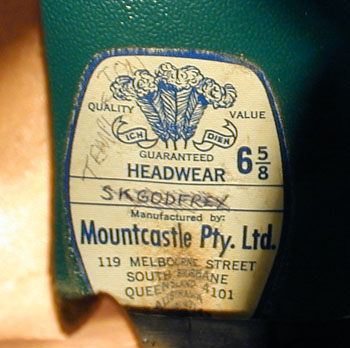 TEMPLETON
QUALITY VALUE
ICH DIEN
GUARANTEED
HEADWEAR 6 5/8
SKGODFREY
Manufactured by:
Mountcastle Pty. Ltd.
119 MELBOURNE STREET
SOUTH BRISBANE
QUEENSLAND 4101
AUSTRALIA